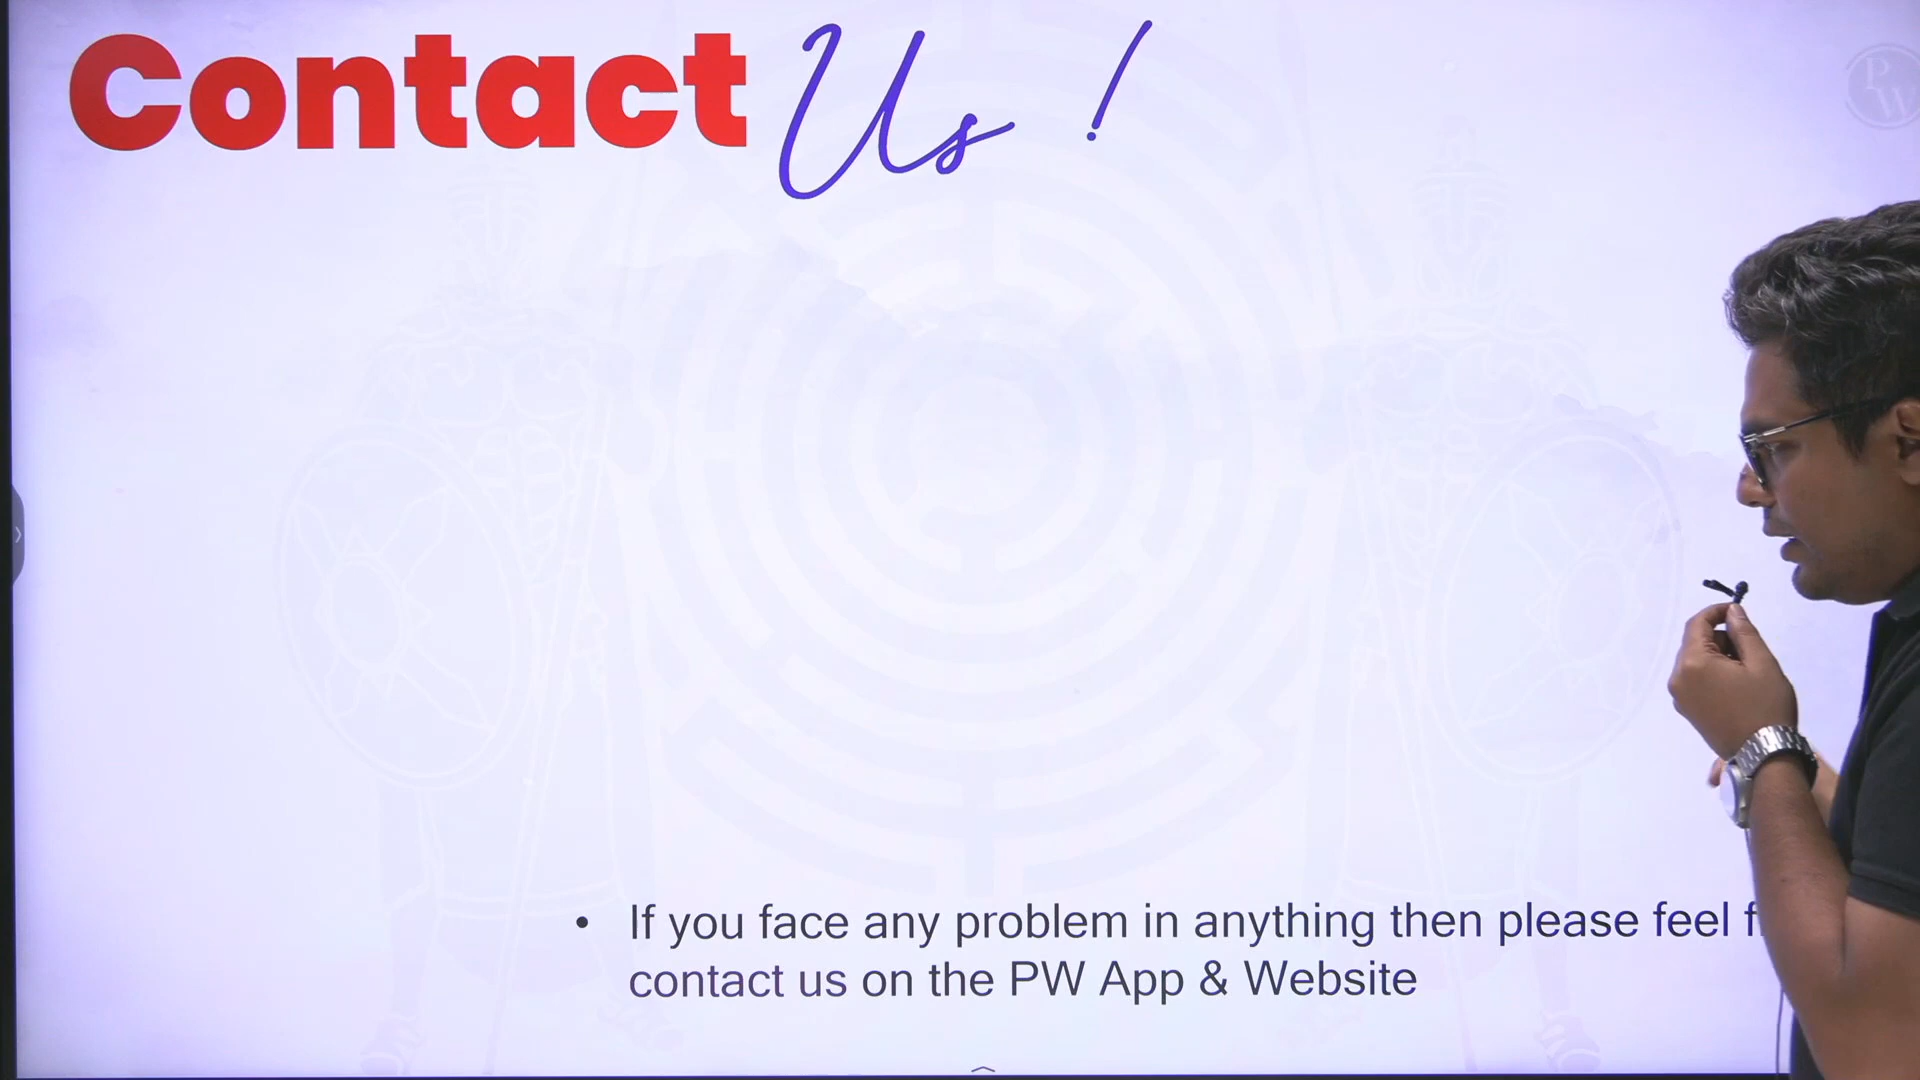 Contact Us !
PW
• If you face any problem in anything then please feel
contact us on the PW App & Website